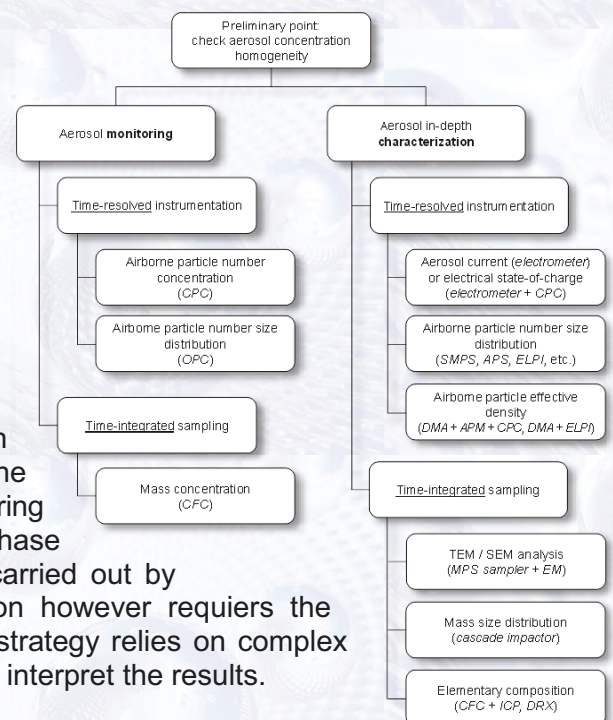 Preliminary point:
check aerosol concentration
homogeneity
Aerosol monitoring
Time-resolved instrumentation
Airborne particle number
concentration
(CPC)
Airborne particle number size
distribution
(OPC)
Time-integrated sampling
Mass concentration
(CFC)
Aerosol in-depth
characterization
Time-resolved instrumentation
Aerosol current (electrometer)
or electrical state-of-charge
(electrometer + CPC)
Airborne particle number size
distribution
(SMPS, APS, ELPI, etc.)
Airborne particle effective
density
(DMA + APM + CPC, DMA + ELPI)
Time-integrated sampling
TEM / SEM analysis
(MPS sampler + EM)
Mass size distribution
(cascade impactor)
Elementary composition
(CFC + ICP, DRX)
carried out by
on however requiers the
strategy relies on complex
interpret the results.